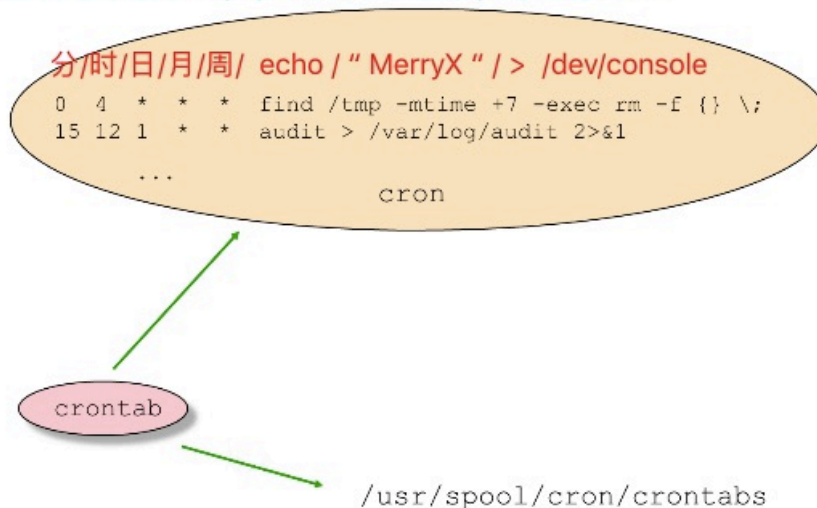 分/时/日/月/周/ echo / “ MerryX “ / > /dev/console
0 4 * * * find /tmp -mtime +7 -exec rm -f {} \;
15 12 1 * * audit > /var/log/audit 2>&1
...
cron
crontab
/usr/spool/cron/crontabs